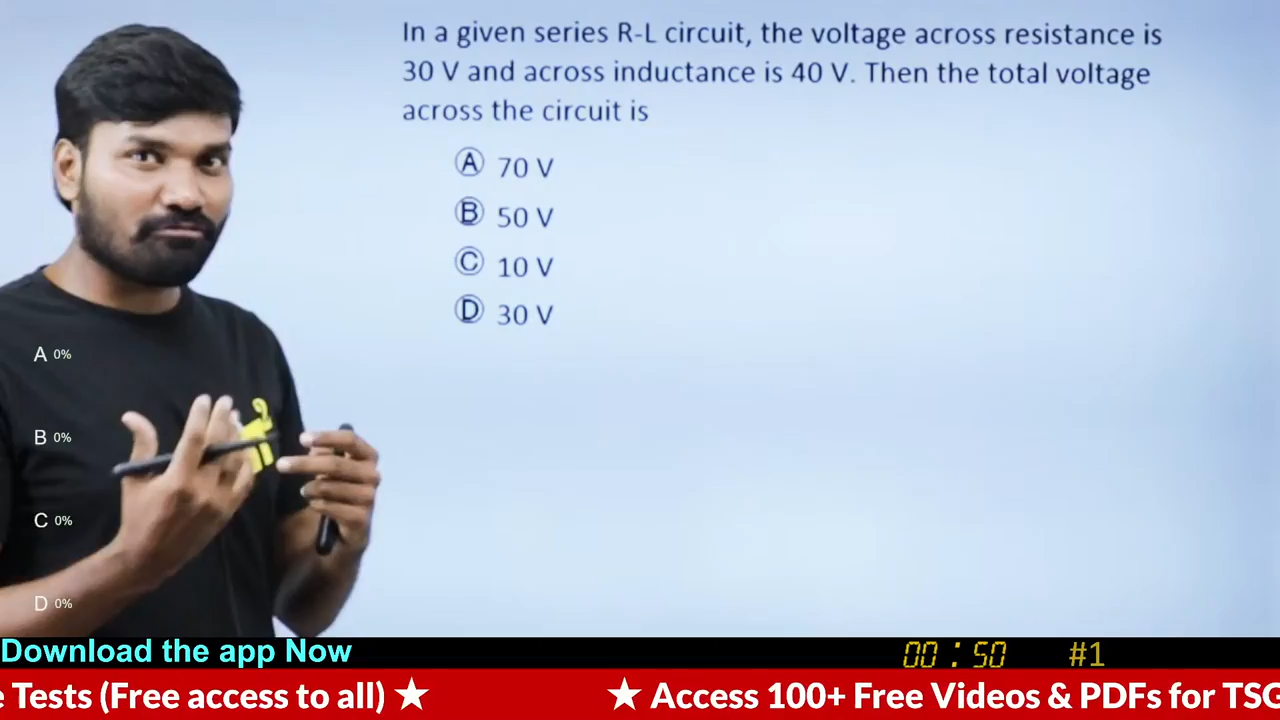 In a given series R-L circuit, the voltage across resistance is
30 V and across inductance is 40 V. Then the total voltage
across the circuit is
Ⓐ 70 V
Ⓑ 50 V
Ⓒ 10 V
Ⓓ 30 V
A 0%
B 0%
C 0%
D 0%
Download the app Now
00 : 50 #1
e Tests (Free access to all) ★ ★ Access 100+ Free Videos & PDFs for TSG